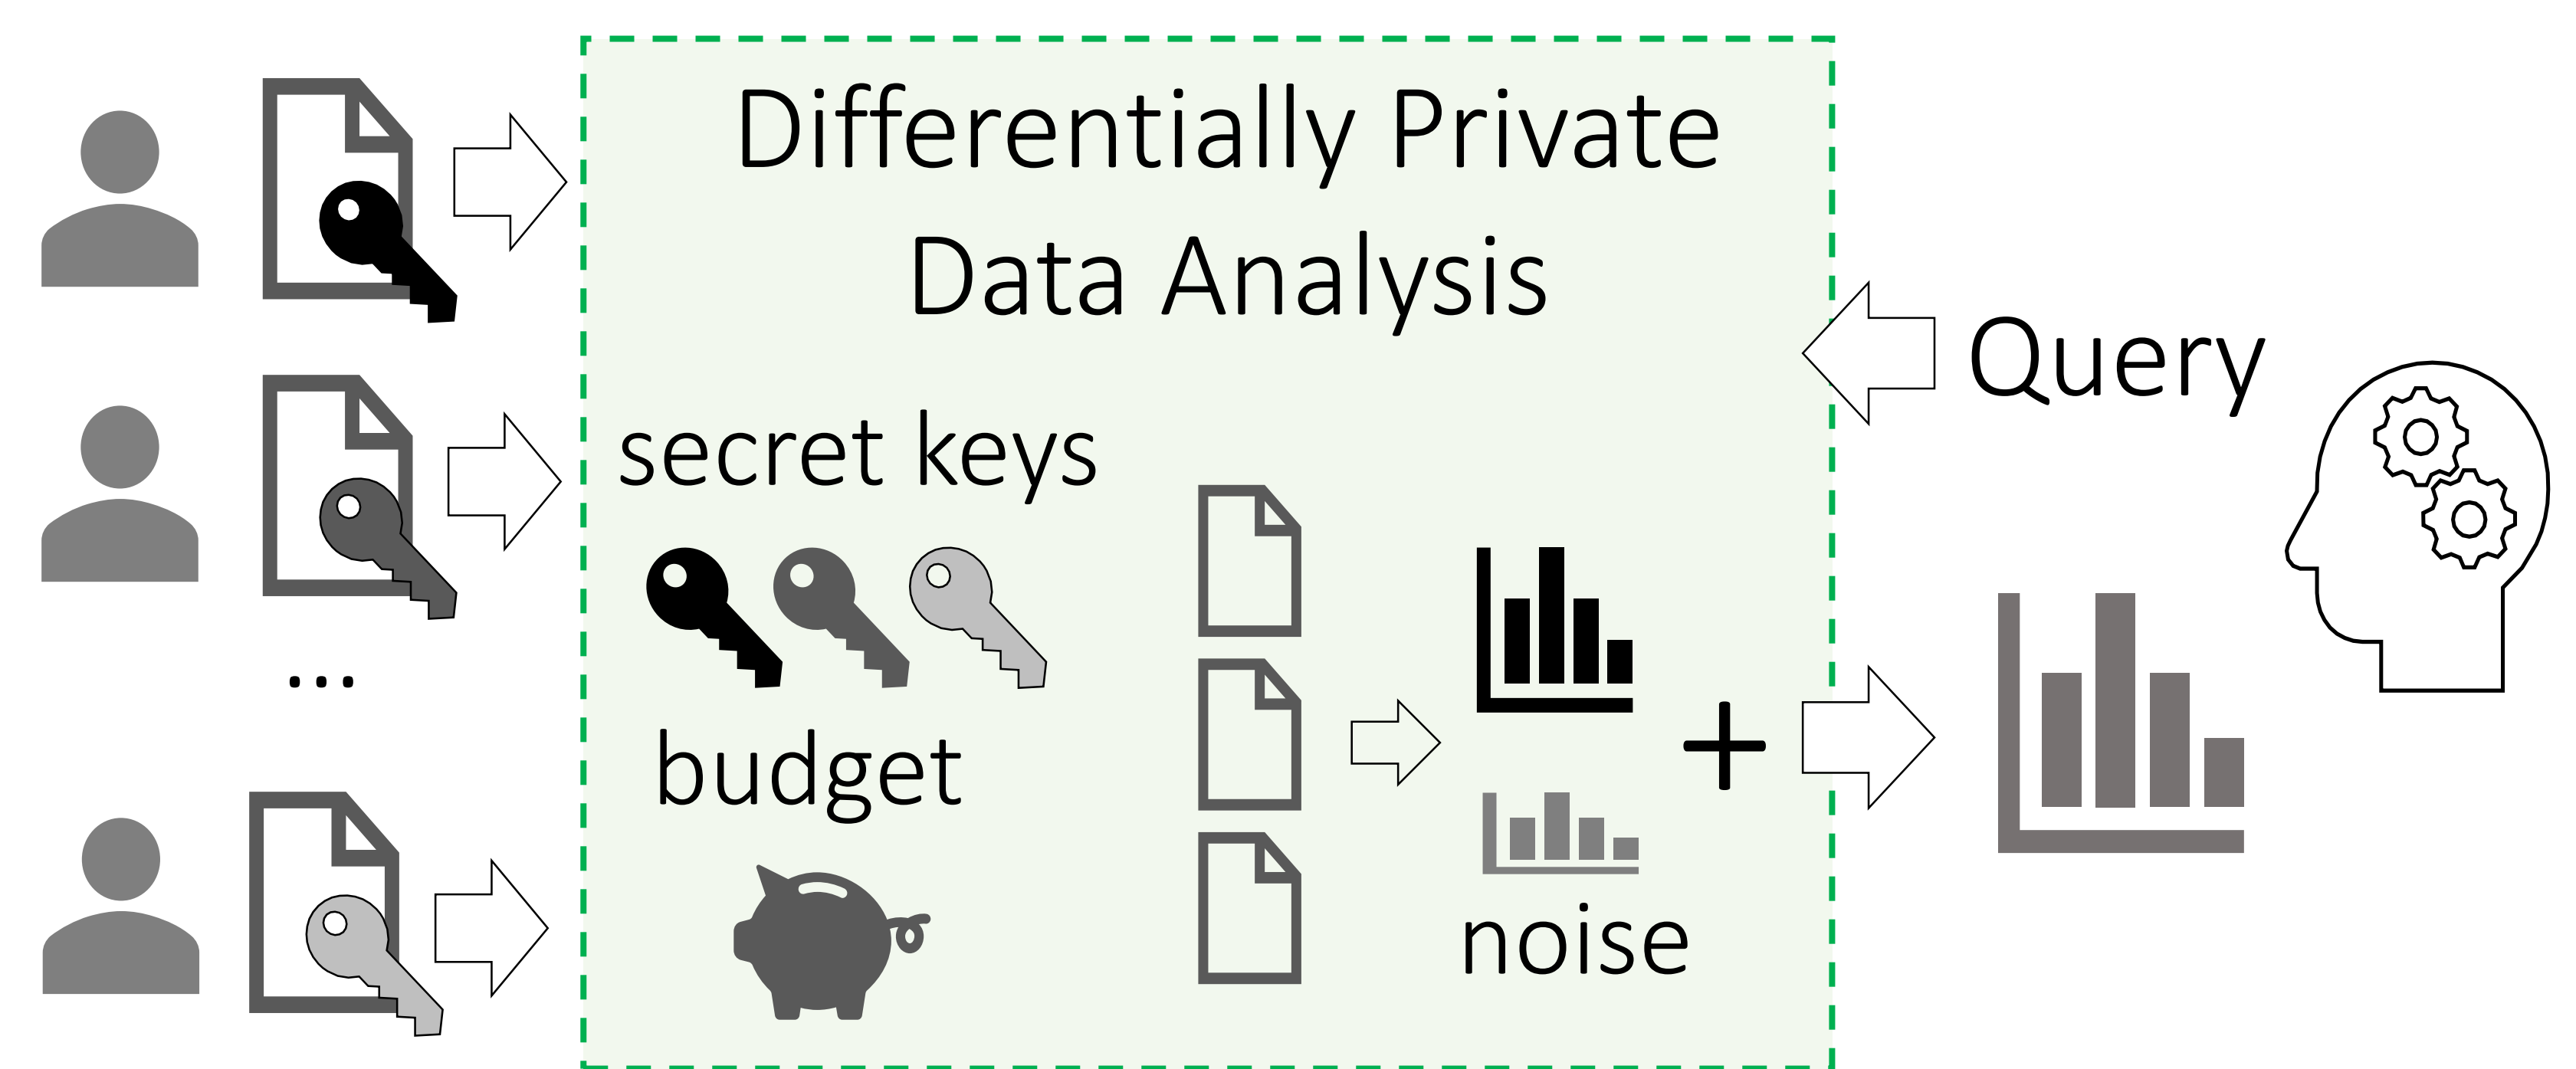 Differentially Private
Data Analysis
Query
secret keys
...
budget
+
noise